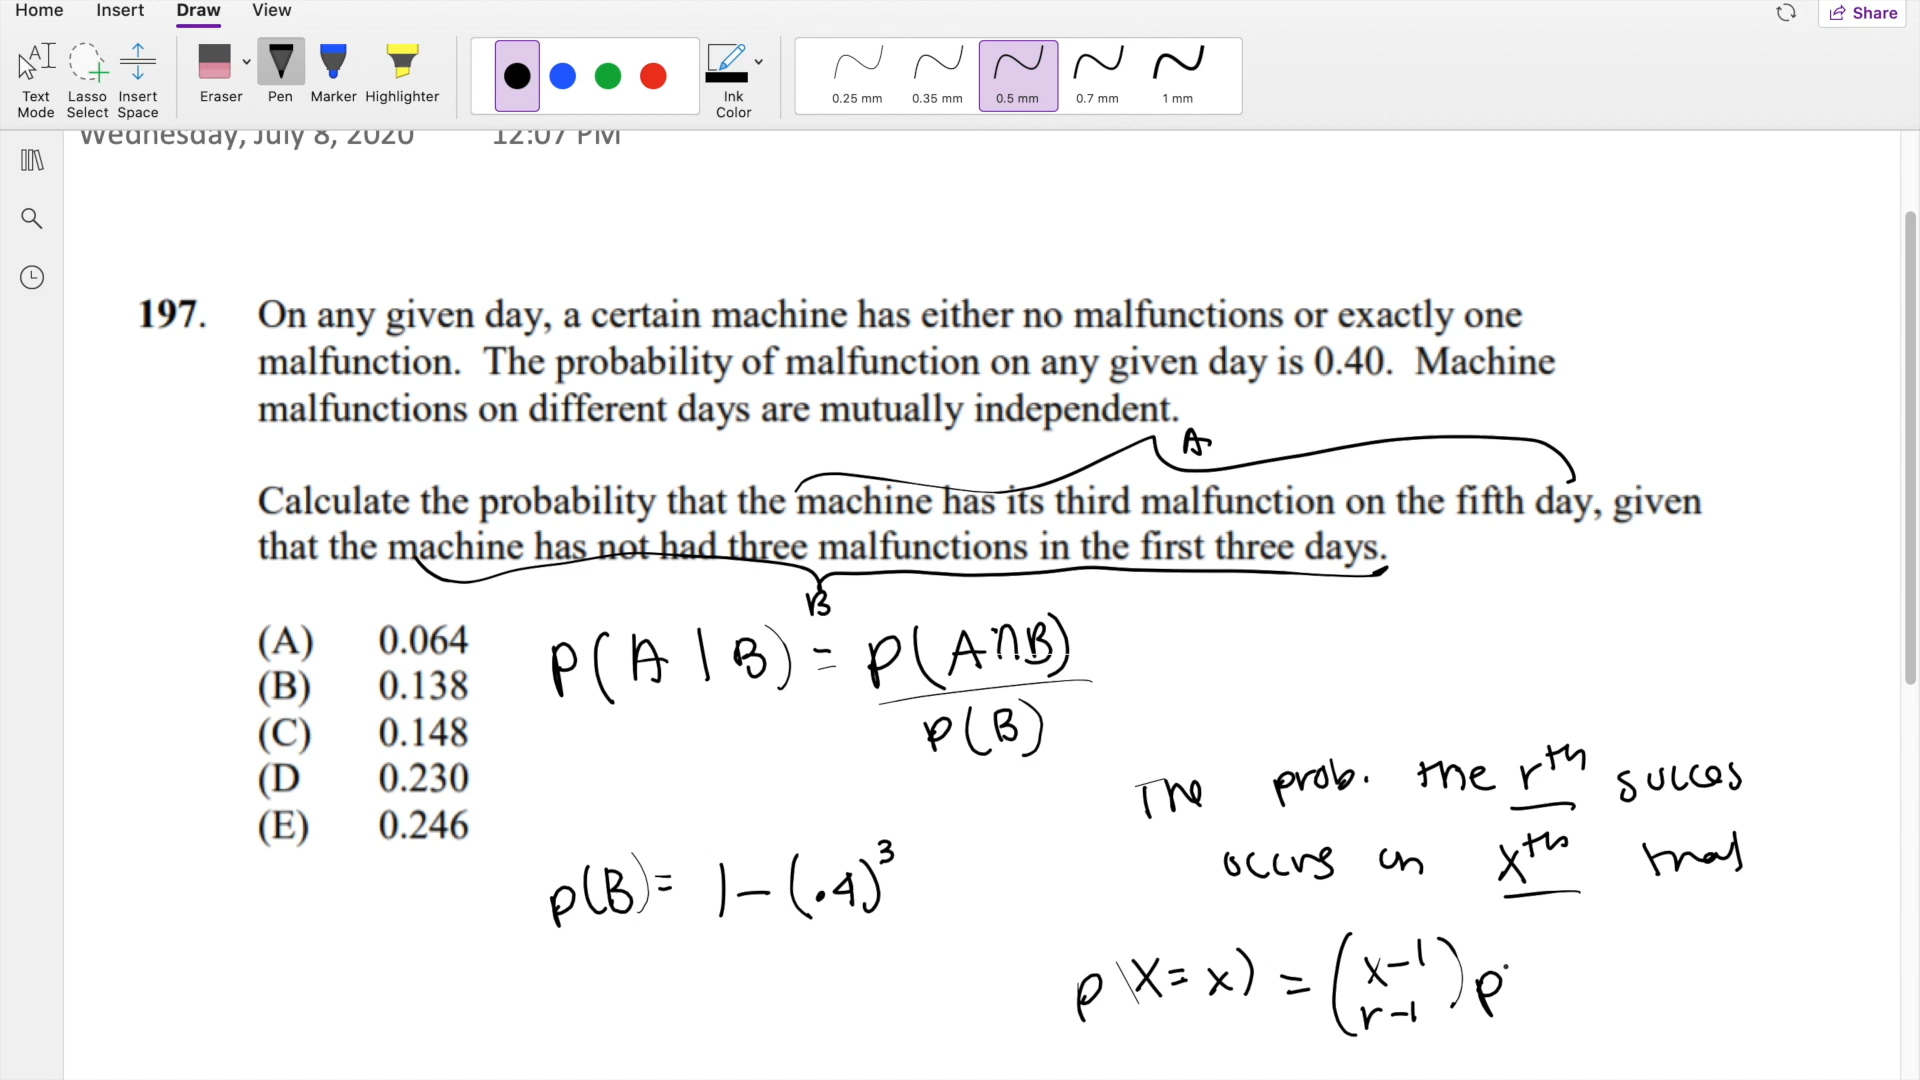 Home Insert Draw View
Share
Text Mode
Lasso Select
Insert Space
Eraser
Pen
Marker
Highlighter
Ink Color
0.25 mm
0.35 mm
0.5 mm
0.7 mm
1 mm
Wednesday, July 8, 2020 12:07 PM
197. On any given day, a certain machine has either no malfunctions or exactly one
malfunction. The probability of malfunction on any given day is 0.40. Machine
malfunctions on different days are mutually independent.
A
Calculate the probability that the machine has its third malfunction on the fifth day, given
that the machine has not had three malfunctions in the first three days.
B
(A) 0.064
(B) 0.138
(C) 0.148
(D 0.230
(E) 0.246
P(A|B) = P(A∩B)
P(B)
The prob. the rth succes
occrs on xth trial
P(B) = 1-(.4)^3
P(X=x) = (x-1
r-1) p